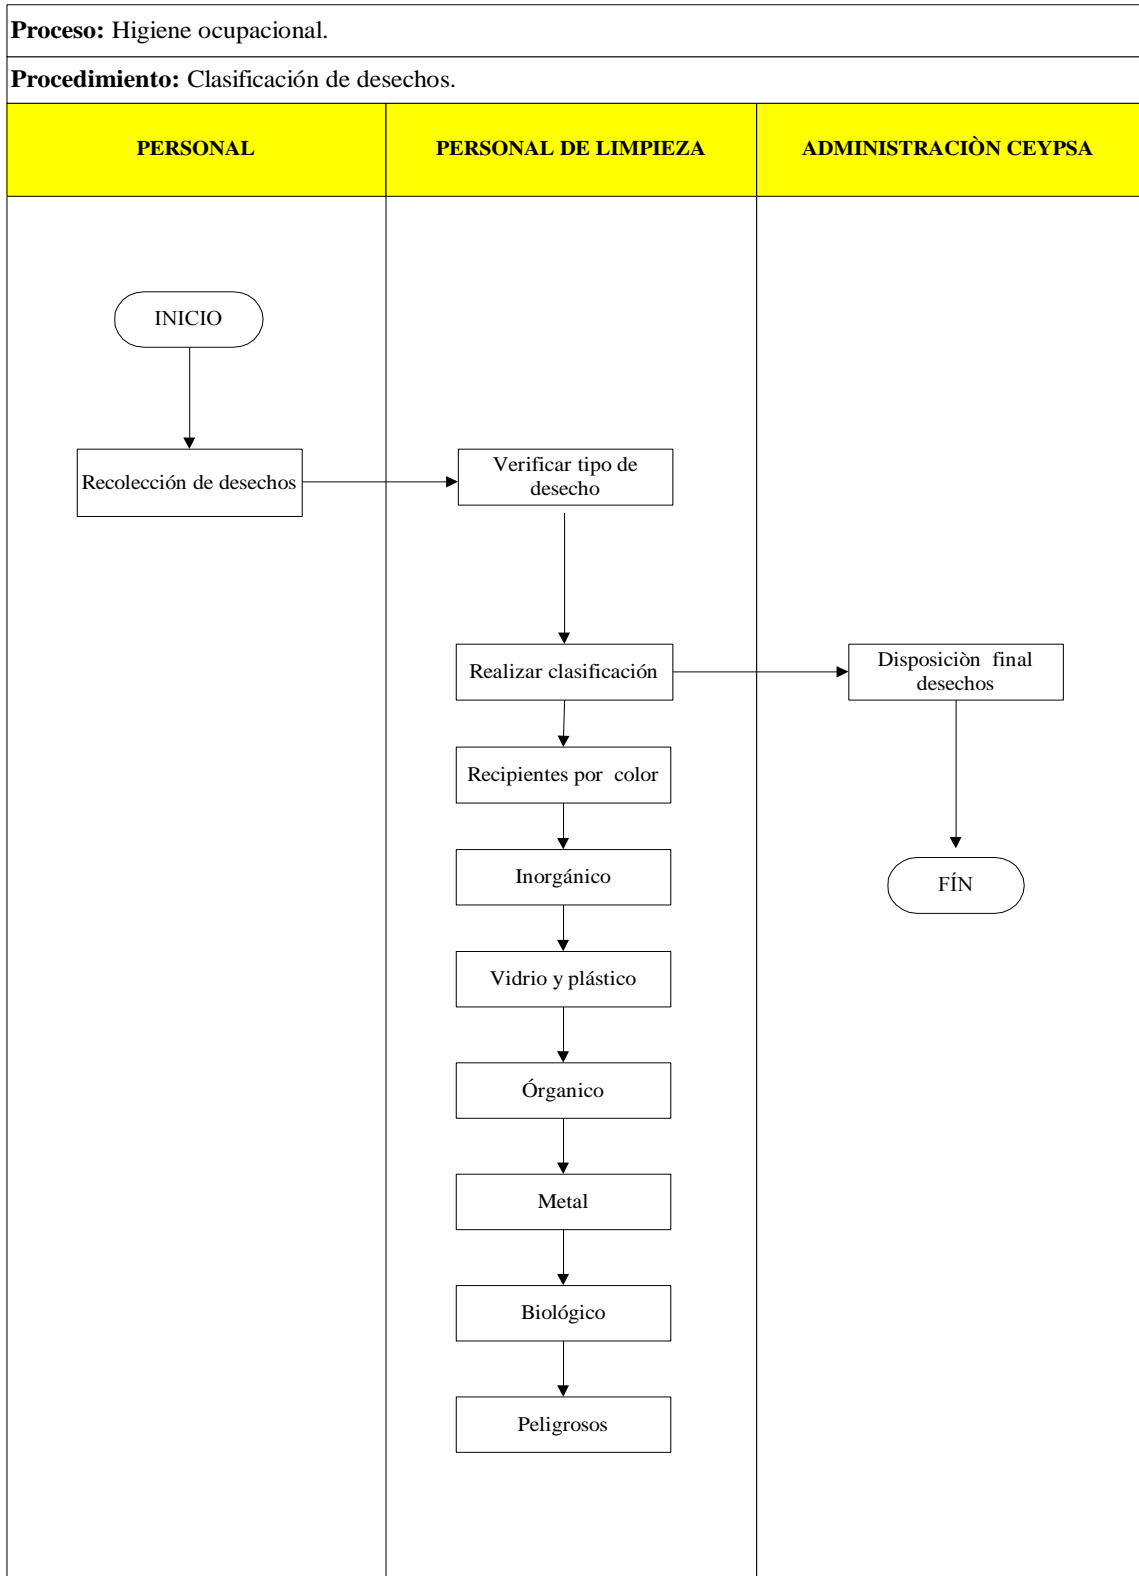 Proceso: Higiene ocupacional.
Procedimiento: Clasificación de desechos.
PERSONAL
PERSONAL DE LIMPIEZA
ADMINISTRACIÒN CEYPSA
INICIO
Recolección de desechos
Verificar tipo de
desecho
Realizar clasificación
Disposiciòn  final
desechos
Recipientes por  color
Inorgánico
FÍN
Vidrio y plástico
Órganico
Metal
Biológico
Peligrosos